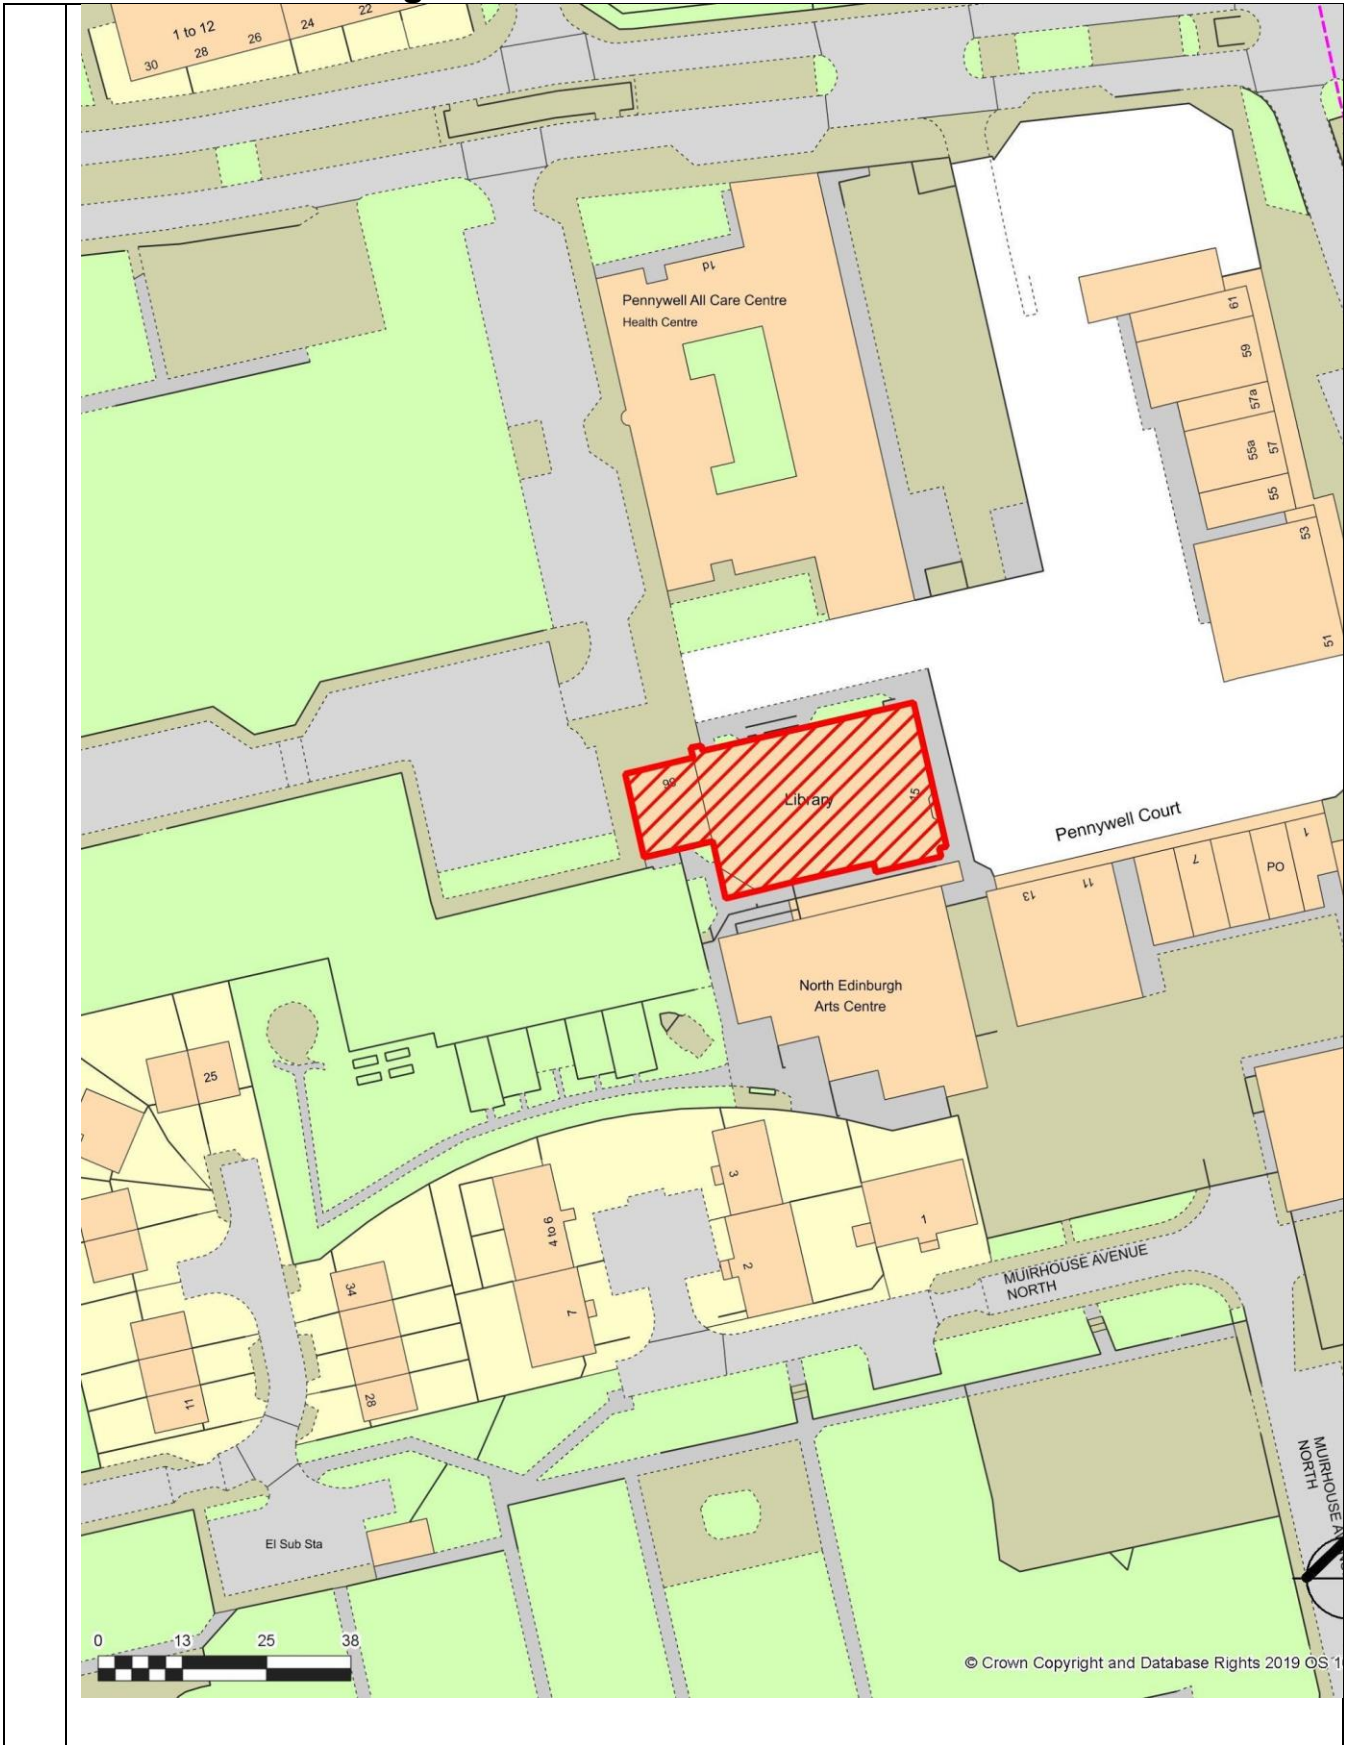 1 to 12
30
28
26
24
22
1d
Pennywell All Care Centre
Health Centre
61
59
57a
57
55a
55
53
51
Library
15
Pennywell Court
1
PO
7
11
13
North Edinburgh
Arts Centre
25
3
4 to 6
1
2
7
34
MUIRHOUSE AVENUE
NORTH
28
11
MUIRHOUSE
NORTH
El Sub Sta
0
13
25
38
© Crown Copyright and Database Rights 2019 OS